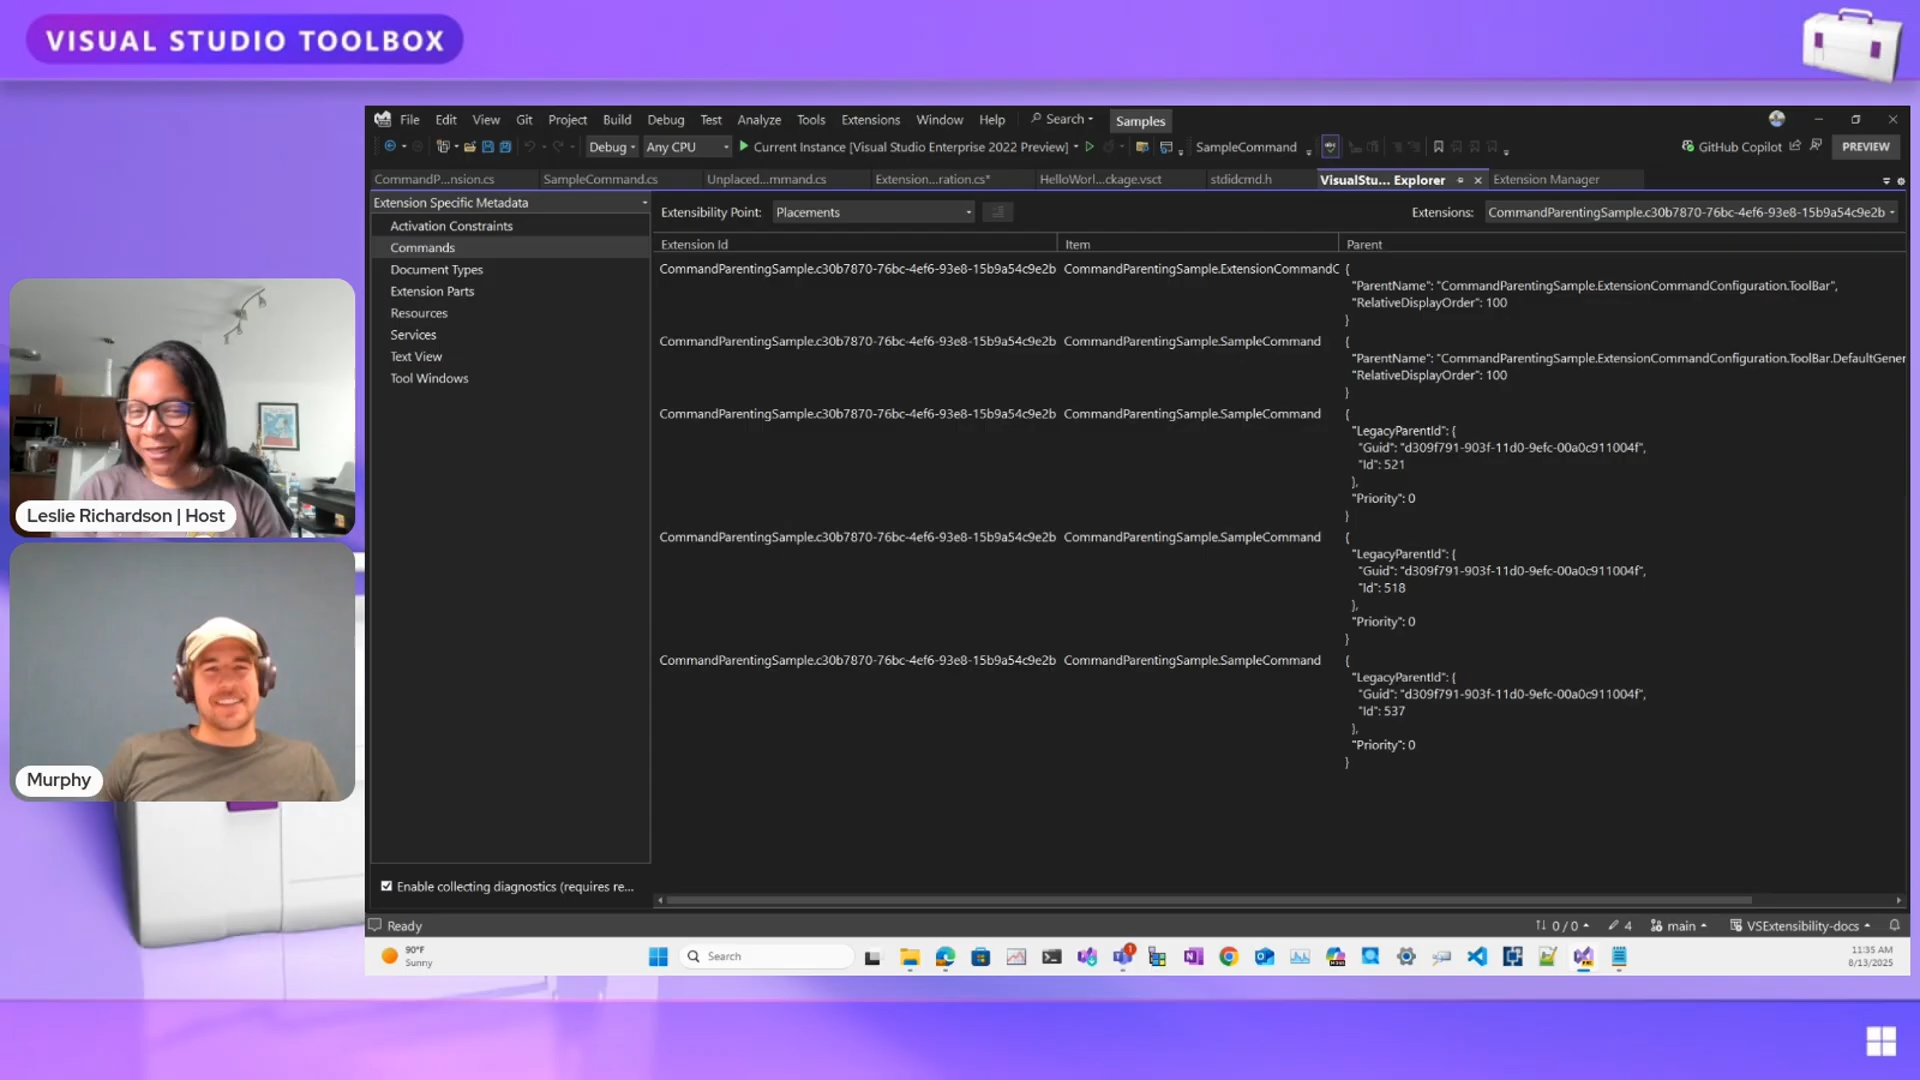 VISUAL STUDIO TOOLBOX
File Edit View Git Project Build Debug Test Analyze Tools Extensions Window Help Search Samples
Debug Any CPU Current Instance [Visual Studio Enterprise 2022 Preview] SampleCommand GitHub Copilot PREVIEW
CommandP...nsion.cs SampleCommand.cs Unplaced...mmand.cs Extension...ration.cs* HelloWorl...ckage.vsct stdidcmd.h VisualStu... Explorer Extension Manager
Extension Specific Metadata
Activation Constraints
Commands
Document Types
Extension Parts
Resources
Services
Text View
Tool Windows
Enable collecting diagnostics (requires re...
Extensibility Point: Placements Extensions: CommandParentingSample.c30b7870-76bc-4ef6-93e8-15b9a54c9e2b
Extension Id Item Parent
CommandParentingSample.c30b7870-76bc-4ef6-93e8-15b9a54c9e2b CommandParentingSample.ExtensionCommandC {
"ParentName": "CommandParentingSample.ExtensionCommandConfiguration.ToolBar",
"RelativeDisplayOrder": 100
}
CommandParentingSample.c30b7870-76bc-4ef6-93e8-15b9a54c9e2b CommandParentingSample.SampleCommand {
"ParentName": "CommandParentingSample.ExtensionCommandConfiguration.ToolBar.DefaultGener
"RelativeDisplayOrder": 100
}
CommandParentingSample.c30b7870-76bc-4ef6-93e8-15b9a54c9e2b CommandParentingSample.SampleCommand {
"LegacyParentId": {
"Guid": "d309f791-903f-11d0-9efc-00a0c911004f",
"Id": 521
},
"Priority": 0
}
CommandParentingSample.c30b7870-76bc-4ef6-93e8-15b9a54c9e2b CommandParentingSample.SampleCommand {
"LegacyParentId": {
"Guid": "d309f791-903f-11d0-9efc-00a0c911004f",
"Id": 518
},
"Priority": 0
}
CommandParentingSample.c30b7870-76bc-4ef6-93e8-15b9a54c9e2b CommandParentingSample.SampleCommand {
"LegacyParentId": {
"Guid": "d309f791-903f-11d0-9efc-00a0c911004f",
"Id": 537
},
"Priority": 0
}
Leslie Richardson | Host
Murphy
Ready 0 / 0 4 main VSExtensibility-docs
90°F
Sunny
Search
11:35 AM
8/13/2025